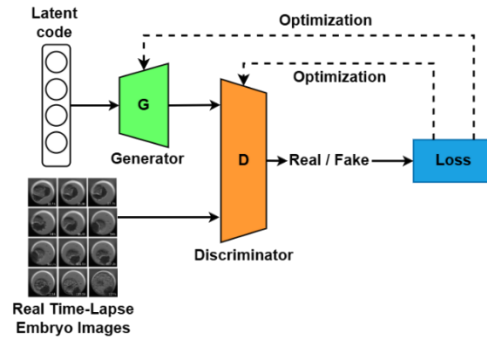 Latent
code
Optimization
Optimization
G
Generator
D
Real / Fake
Loss
Discriminator
Real Time-Lapse
Embryo Images